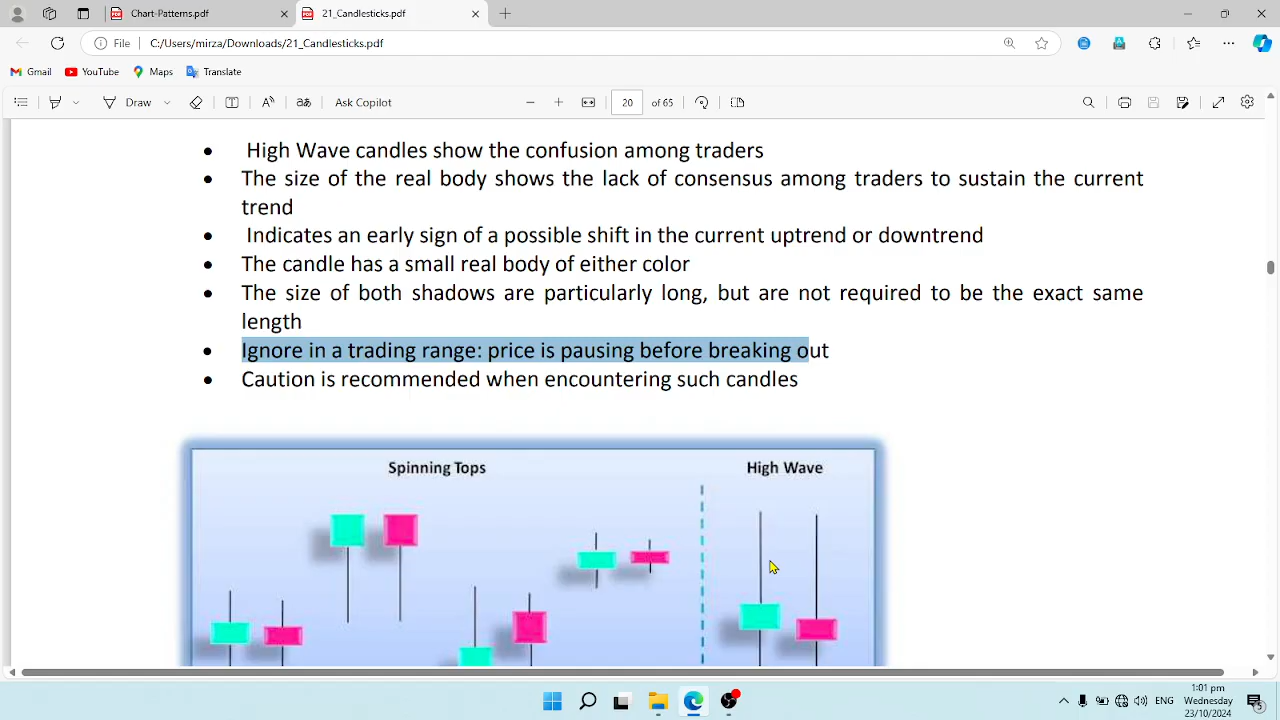 Chart-Patterns.pdf
21_Candlesticks.pdf
File
C:/Users/mirza/Downloads/21_Candlesticks.pdf
Gmail
YouTube
Maps
Translate
Draw
aあ
Ask Copilot
20 of 65
• High Wave candles show the confusion among traders
• The size of the real body shows the lack of consensus among traders to sustain the current
trend
• Indicates an early sign of a possible shift in the current uptrend or downtrend
• The candle has a small real body of either color
• The size of both shadows are particularly long, but are not required to be the exact same
length
• Ignore in a trading range: price is pausing before breaking out
• Caution is recommended when encountering such candles
Spinning Tops
High Wave
ENG
1:01 pm
Wednesday
23/10/2024